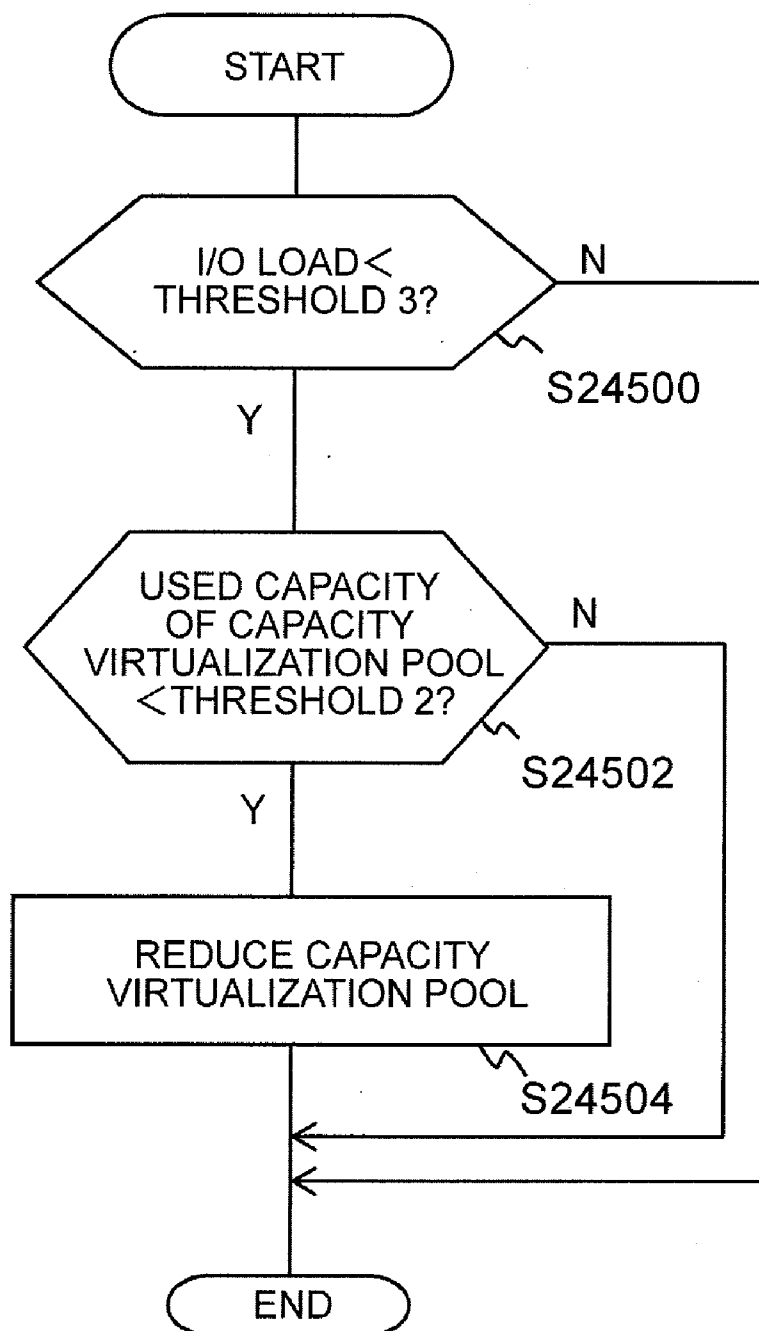 START
I/O LOAD<
THRESHOLD 3?
N
S24500
Y
USED CAPACITY
OF CAPACITY
VIRTUALIZATION POOL
<THRESHOLD 2?
N
S24502
Y
REDUCE CAPACITY
VIRTUALIZATION POOL
S24504
END